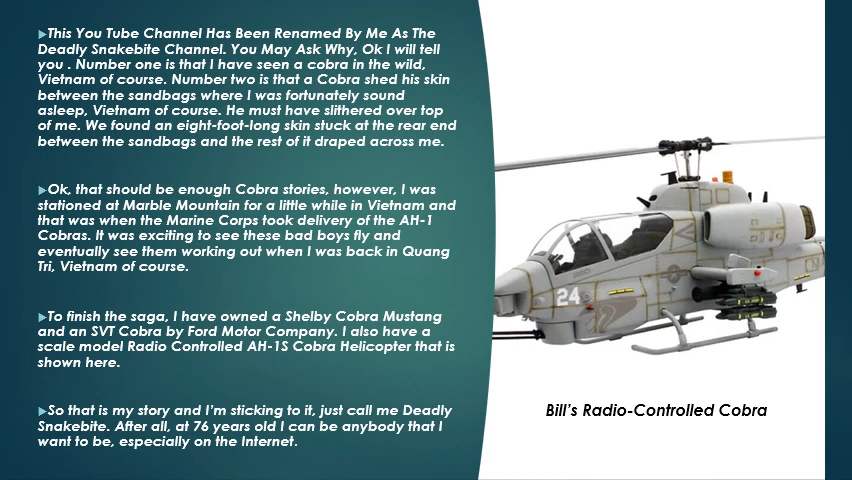 This You Tube Channel Has Been Renamed By Me As The
Deadly Snakebite Channel. You May Ask Why, Ok I will tell
you . Number one is that I have seen a cobra in the wild,
Vietnam of course. Number two is that a Cobra shed his skin
between the sandbags where I was fortunately sound
asleep, Vietnam of course. He must have slithered over top
of me. We found an eight-foot-long skin stuck at the rear end
between the sandbags and the rest of it draped across me.
Ok, that should be enough Cobra stories, however, I was
stationed at Marble Mountain for a little while in Vietnam and
that was when the Marine Corps took delivery of the AH-1
Cobras. It was exciting to see these bad boys fly and
eventually see them working out when I was back in Quang
Tri, Vietnam of course.
To finish the saga, I have owned a Shelby Cobra Mustang
and an SVT Cobra by Ford Motor Company. I also have a
scale model Radio Controlled AH-1S Cobra Helicopter that is
shown here.
So that is my story and I'm sticking to it, just call me Deadly
Snakebite. After all, at 76 years old I can be anybody that I
want to be, especially on the Internet.
24
Bill's Radio-Controlled Cobra